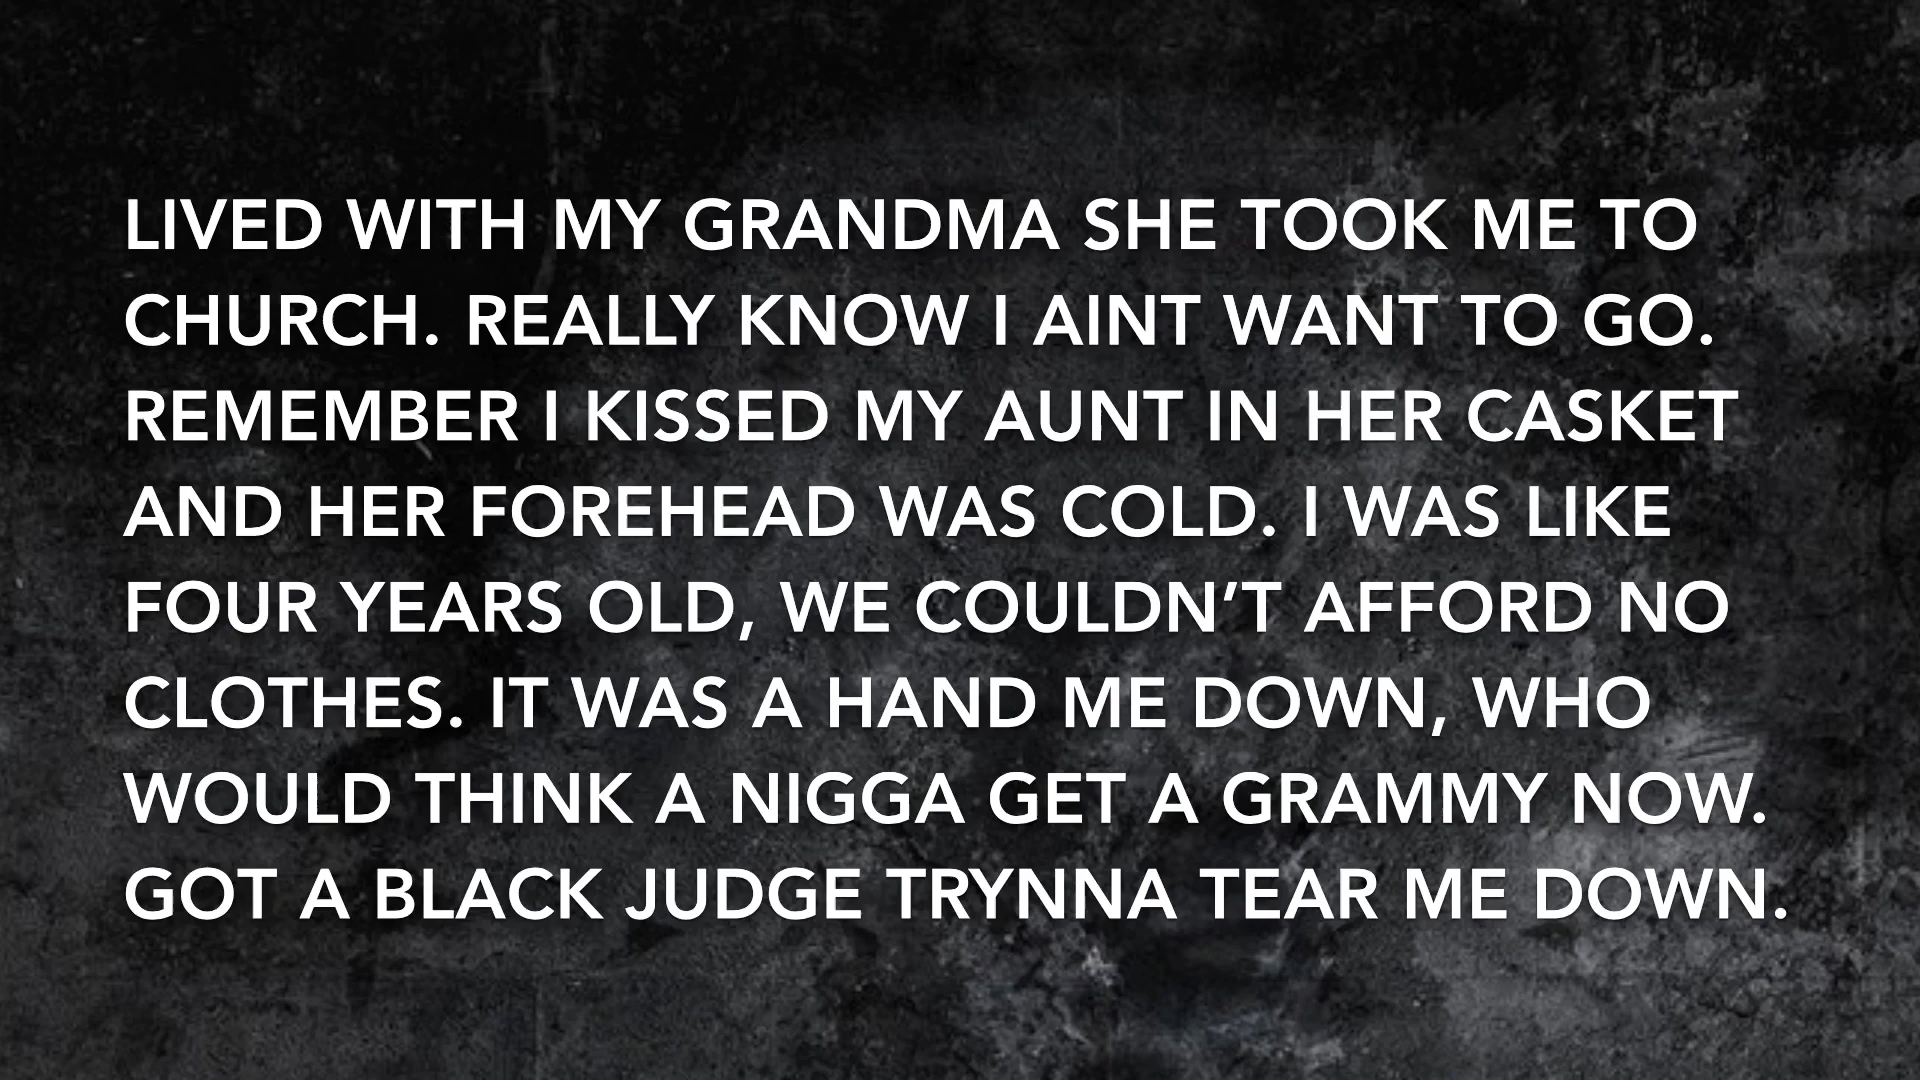 LIVED WITH MY GRANDMA SHE TOOK ME TO
CHURCH. REALLY KNOW I AINT WANT TO GO.
REMEMBER I KISSED MY AUNT IN HER CASKET
AND HER FOREHEAD WAS COLD. I WAS LIKE
FOUR YEARS OLD, WE COULDN’T AFFORD NO
CLOTHES. IT WAS A HAND ME DOWN, WHO
WOULD THINK A NIGGA GET A GRAMMY NOW.
GOT A BLACK JUDGE TRYNNA TEAR ME DOWN.